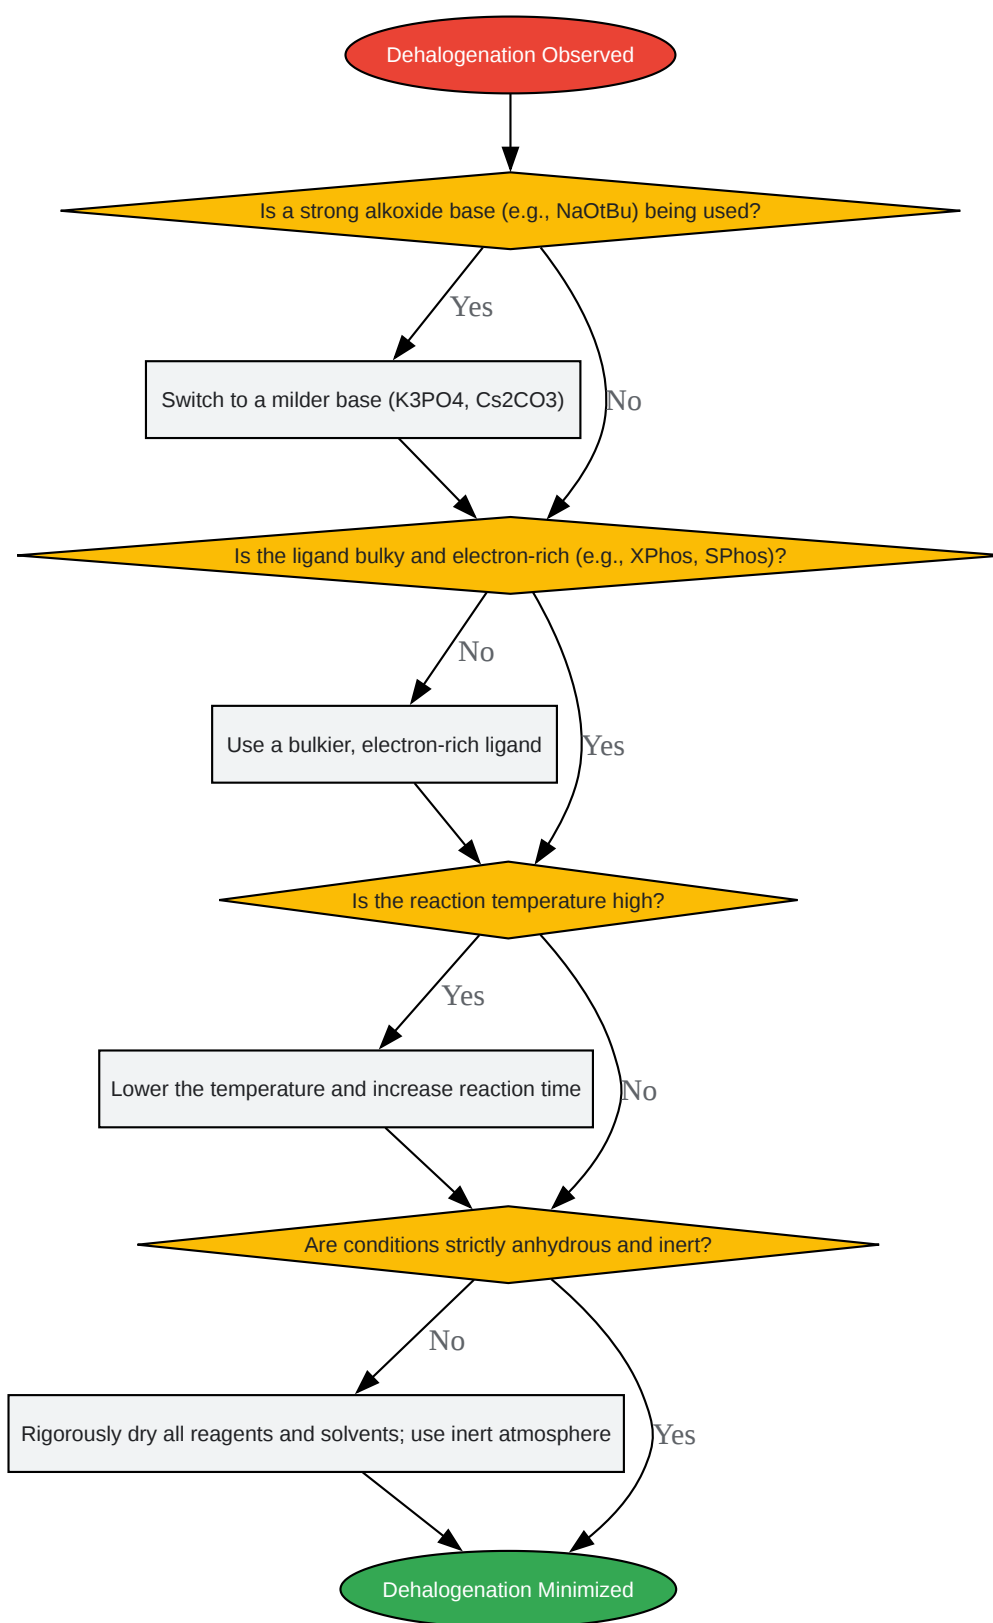 Dehalogenation Observed
Is a strong alkoxide base (e.g., NaOtBu) being used?
Yes
Switch to a milder base (K3PO4, Cs2CO3)
No
Is the ligand bulky and electron-rich (e.g., XPhos, SPhos)?
No
Use a bulkier, electron-rich ligand
Yes
Is the reaction temperature high?
Yes
Lower the temperature and increase reaction time
No
Are conditions strictly anhydrous and inert?
No
Rigorously dry all reagents and solvents; use inert atmosphere
Yes
Dehalogenation Minimized